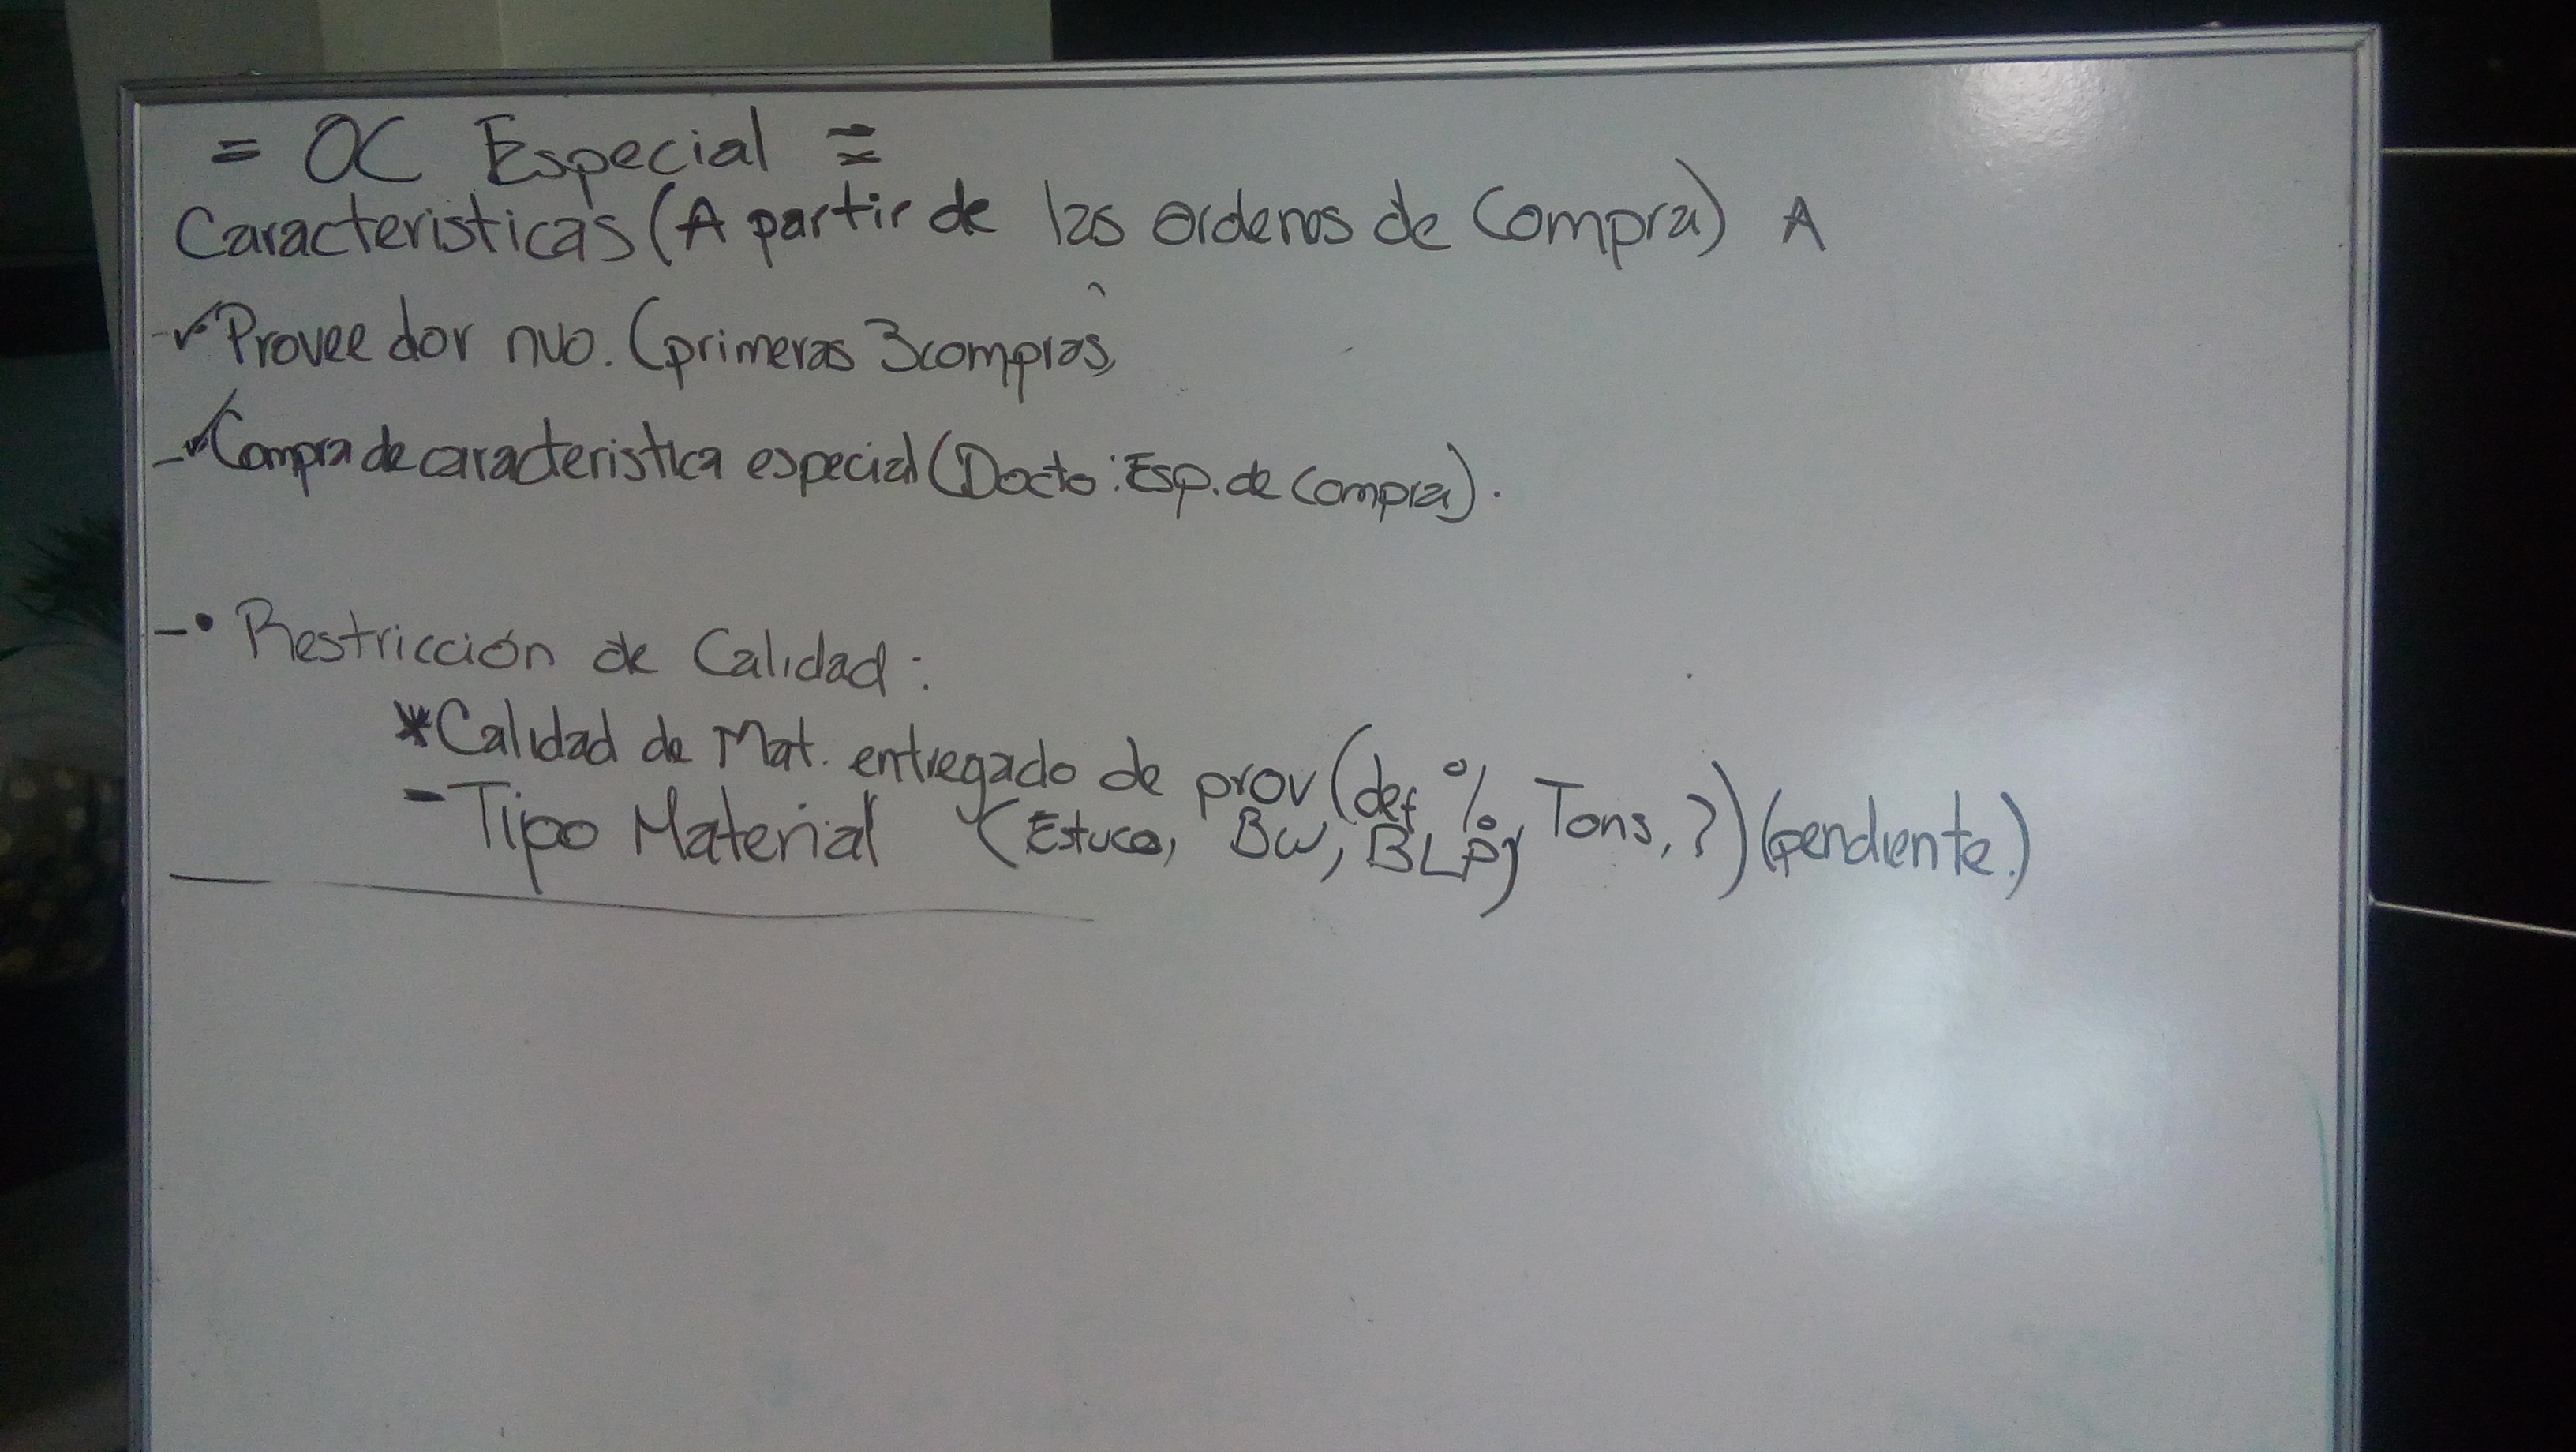 = OC Especial =
Caracteristicas (A partir de las ordenes de Compra) A
-✓ Proveedor nvo. (primeras 3 compras,
-✓ Compra de caracteristica especial (Docto: Esp. de Compra).
-• Restricción de Calidad:
*Calidad de Mat. entregado de prov (def % Tons, ?) (pendiente.)
- Tipo Material (Estuco, BW, BLP)